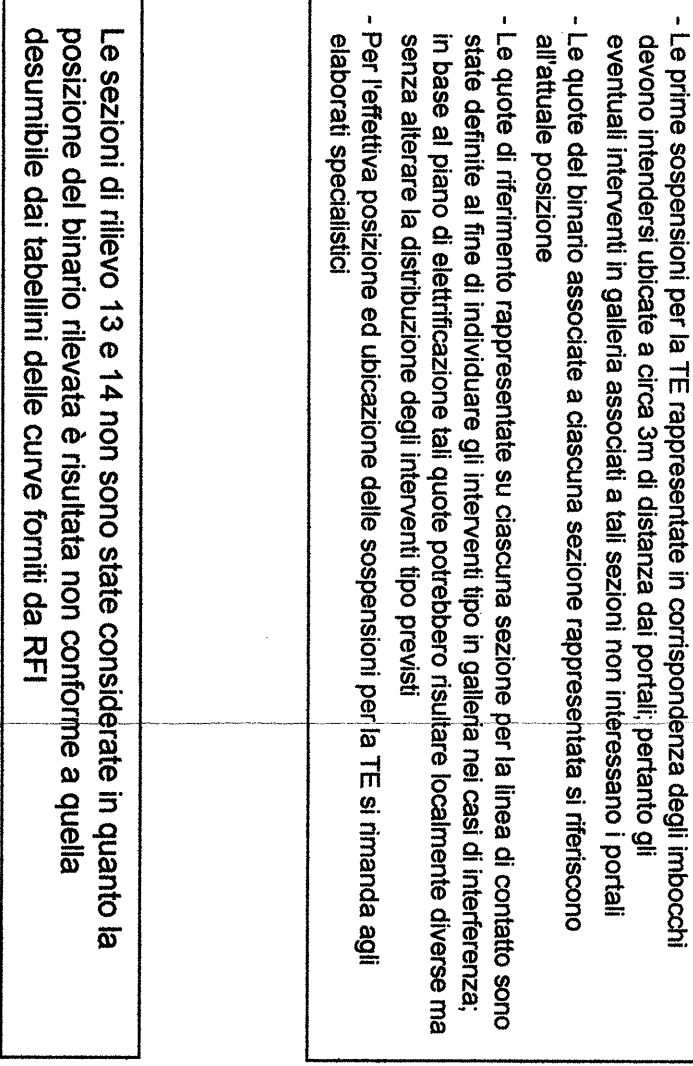 - Le prime sospensioni per la TE rappresentate in corrispondenza degli imbocchi
devono intendersi ubicate a circa 3m di distanza dai portali; pertanto gli
eventuali interventi in galleria associati a tali sezioni non interessano i portali
- Le quote del binario associate a ciascuna sezione rappresentata si riferiscono
all'attuale posizione
- Le quote di riferimento rappresentate su ciascuna sezione per la linea di contatto sono
state definite al fine di individuare gli interventi tipo in galleria nei casi di interferenza;
in base al piano di elettrificazione tali quote potrebbero risultare localmente diverse ma
senza alterare la distribuzione degli interventi tipo previsti
- Per l'effettiva posizione ed ubicazione delle sospensioni per la TE si rimanda agli
elaborati specialistici
Le sezioni di rilievo 13 e 14 non sono state considerate in quanto la
posizione del binario rilevata è risultata non conforme a quella
desumibile dai tabellini delle curve forniti da RFI